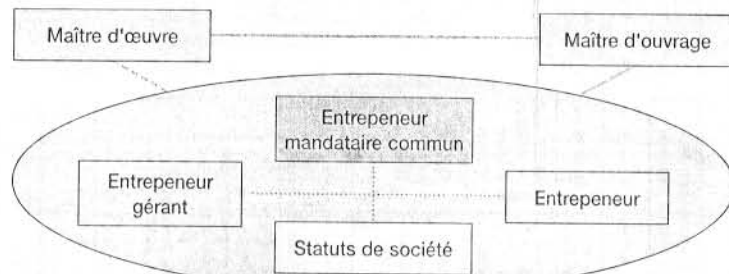 Maître d'œuvre
Maître d'ouvrage
Entrepeneur
mandataire commun
Entrepeneur
gérant
Entrepeneur
Statuts de société